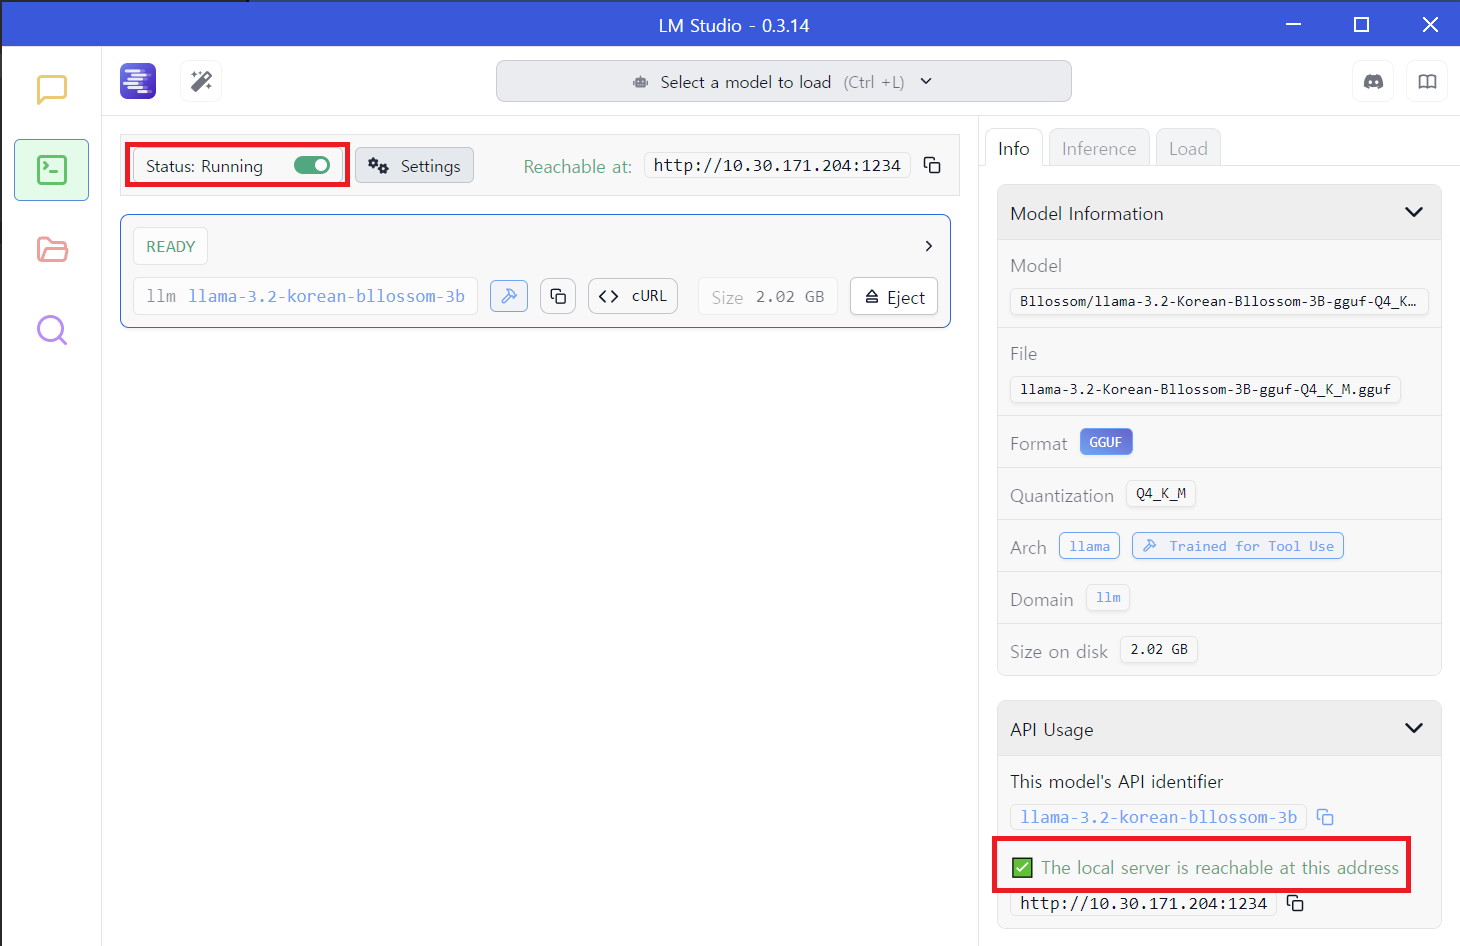 LM Studio - 0.3.14
Select a model to load (Ctrl +L)
Status: Running
Settings
Reachable at: http://10.30.171.204:1234
READY
llm llama-3.2-korean-bllossom-3b
cURL
Size 2.02 GB
Eject
Info
Inference
Load
Model Information
Model
Bllossom/llama-3.2-Korean-Bllossom-3B-gguf-Q4_K…
File
llama-3.2-Korean-Bllossom-3B-gguf-Q4_K_M.gguf
Format GGUF
Quantization Q4_K_M
Arch llama Trained for Tool Use
Domain llm
Size on disk 2.02 GB
API Usage
This model's API identifier
llama-3.2-korean-bllossom-3b
The local server is reachable at this address
http://10.30.171.204:1234